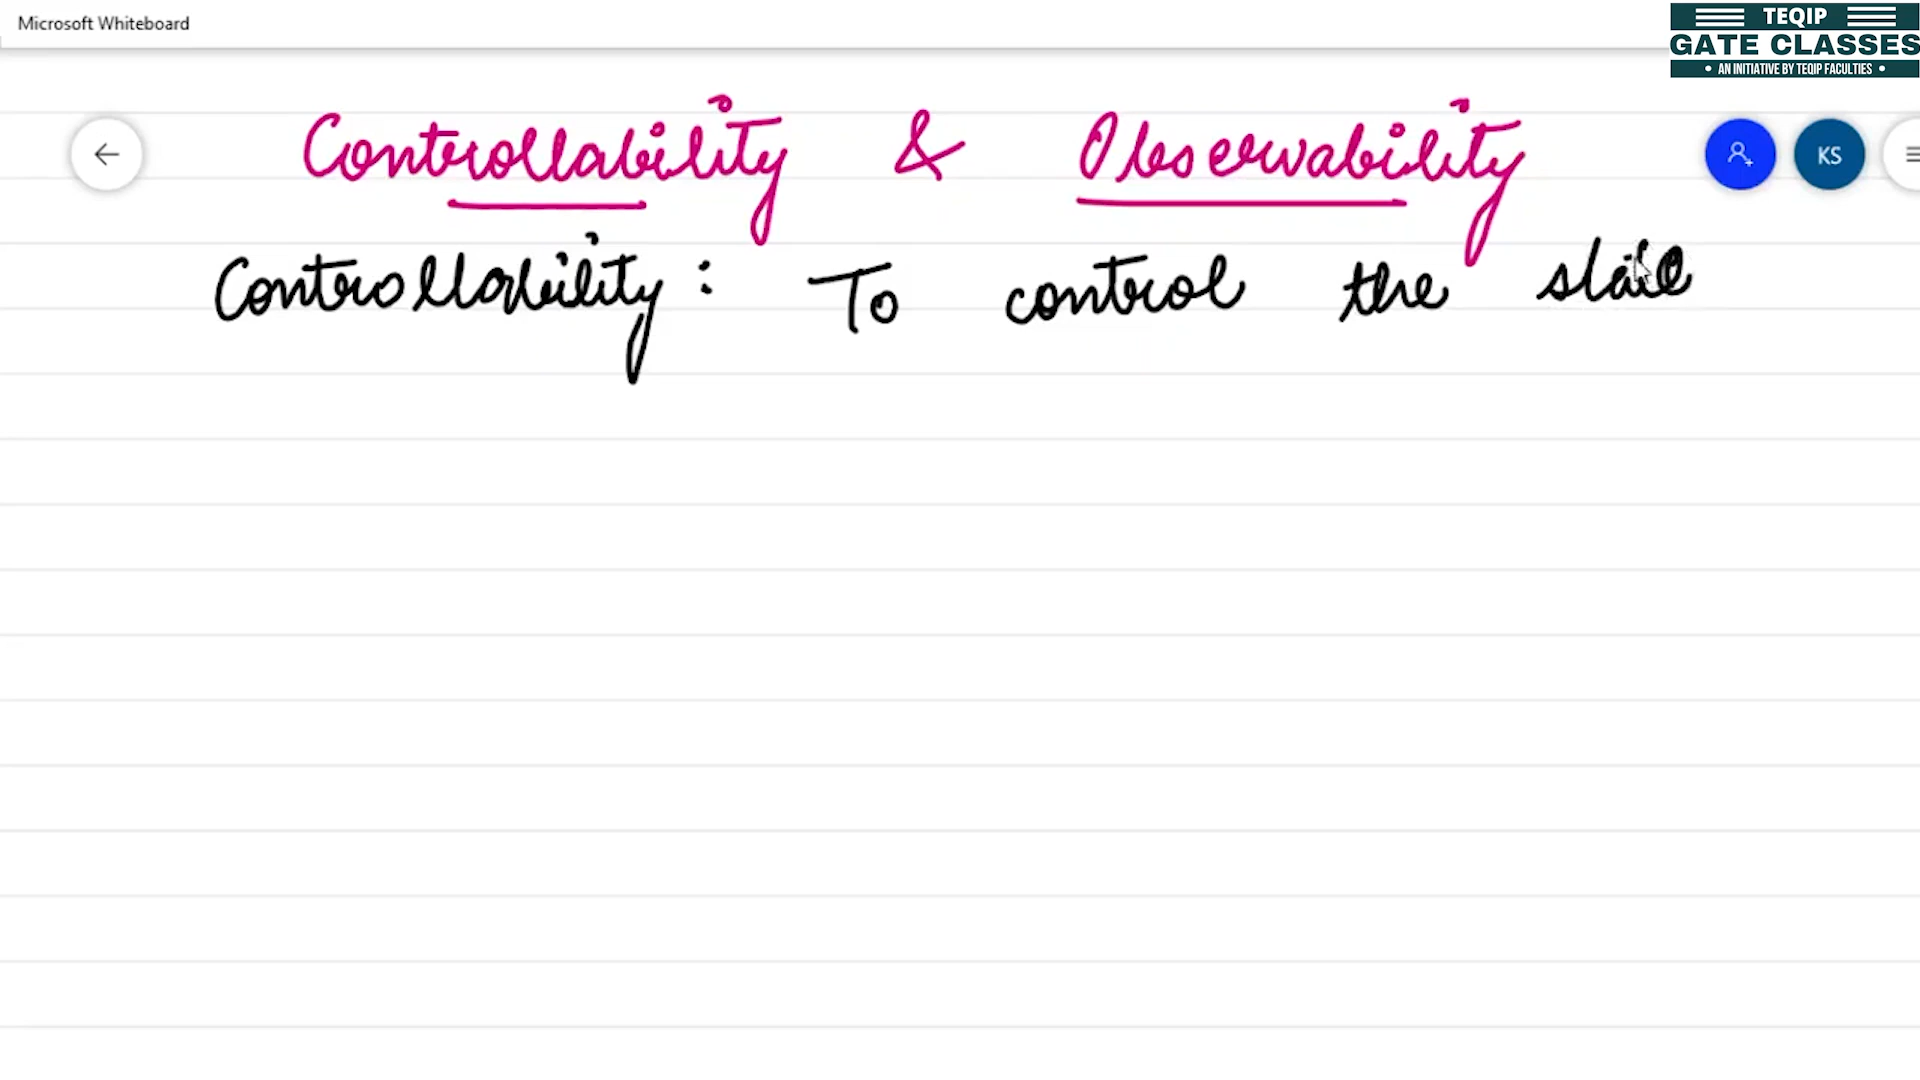 Microsoft Whiteboard
TEQIP
GATE CLASSES
• AN INITIATIVE BY TEQIP FACULTIES •
Controllability & Observability
KS
Controllability : To control the state